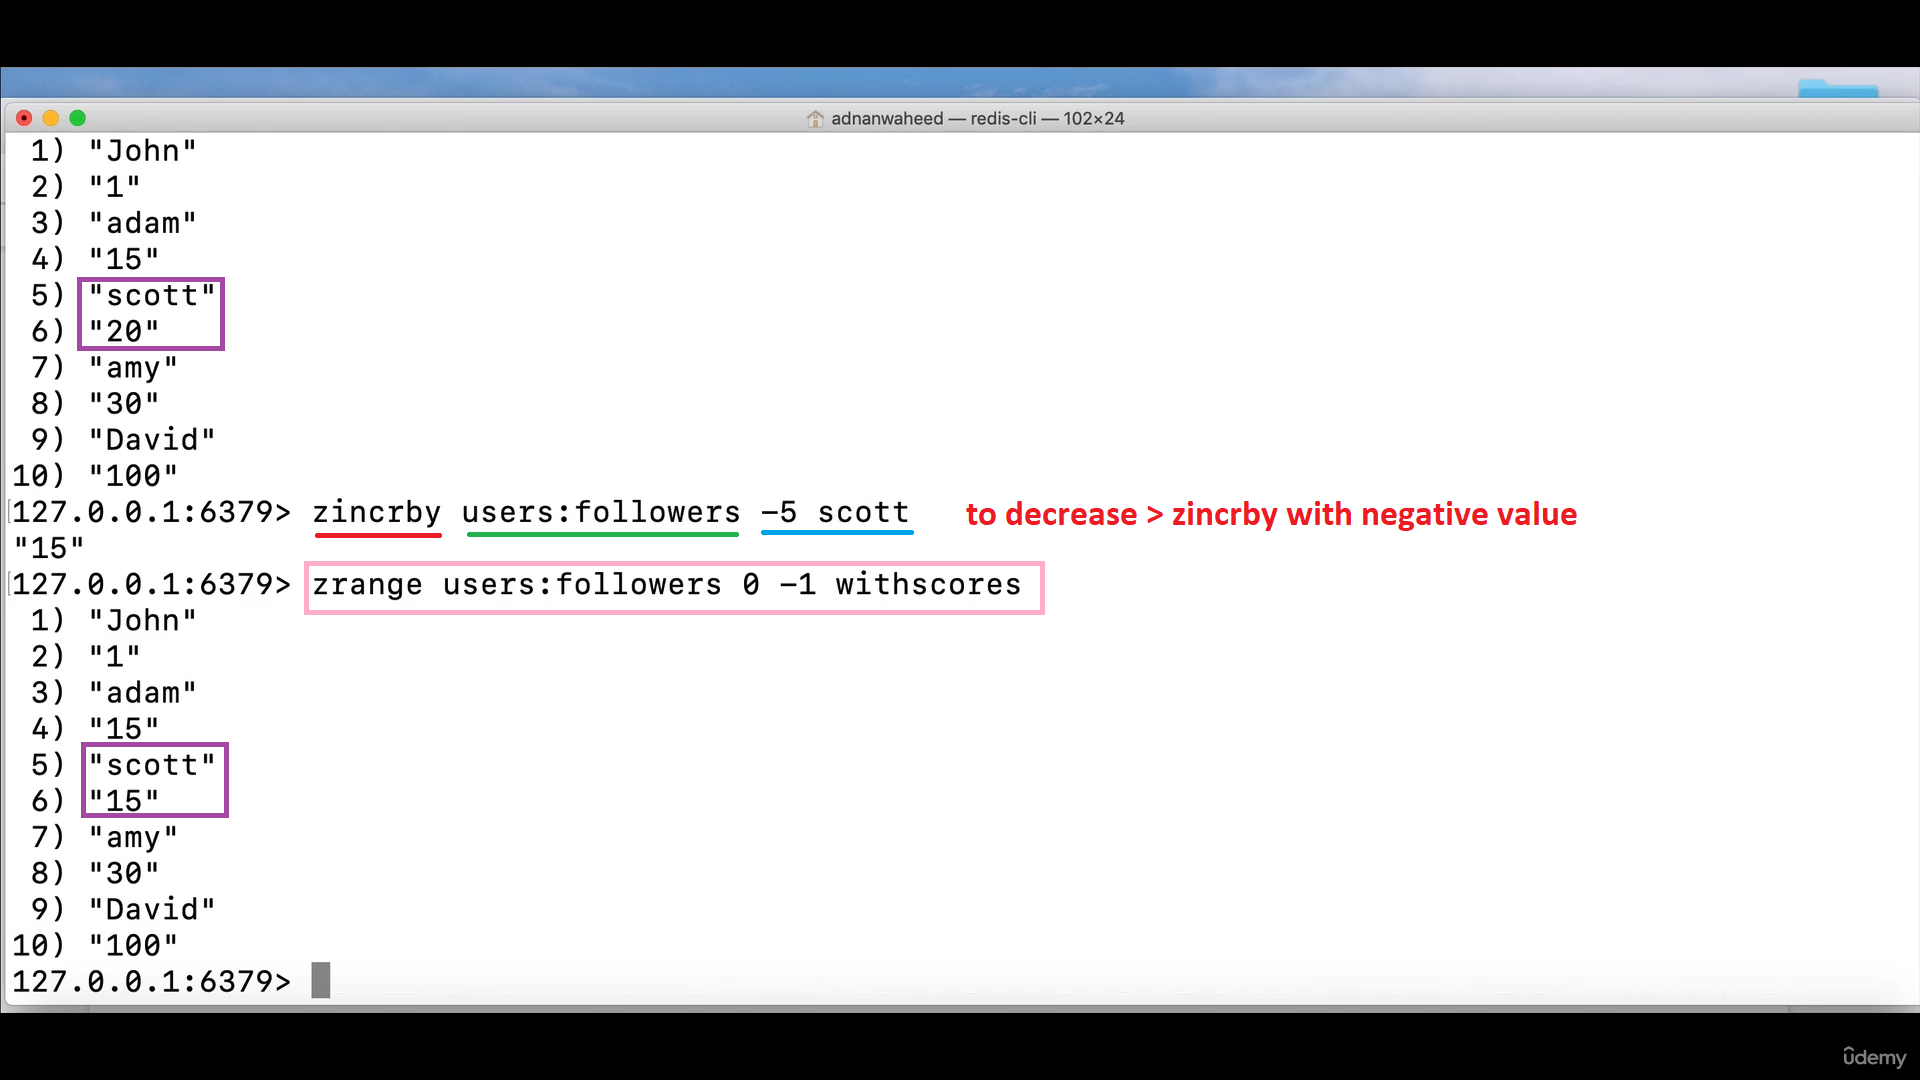 adnanwaheed — redis-cli — 102×24
1) "John"
2) "1"
3) "adam"
4) "15"
5) "scott"
6) "20"
7) "amy"
8) "30"
9) "David"
10) "100"
127.0.0.1:6379> zincrby users:followers -5 scott to decrease > zincrby with negative value
"15"
127.0.0.1:6379> zrange users:followers 0 -1 withscores
1) "John"
2) "1"
3) "adam"
4) "15"
5) "scott"
6) "15"
7) "amy"
8) "30"
9) "David"
10) "100"
127.0.0.1:6379>
udemy